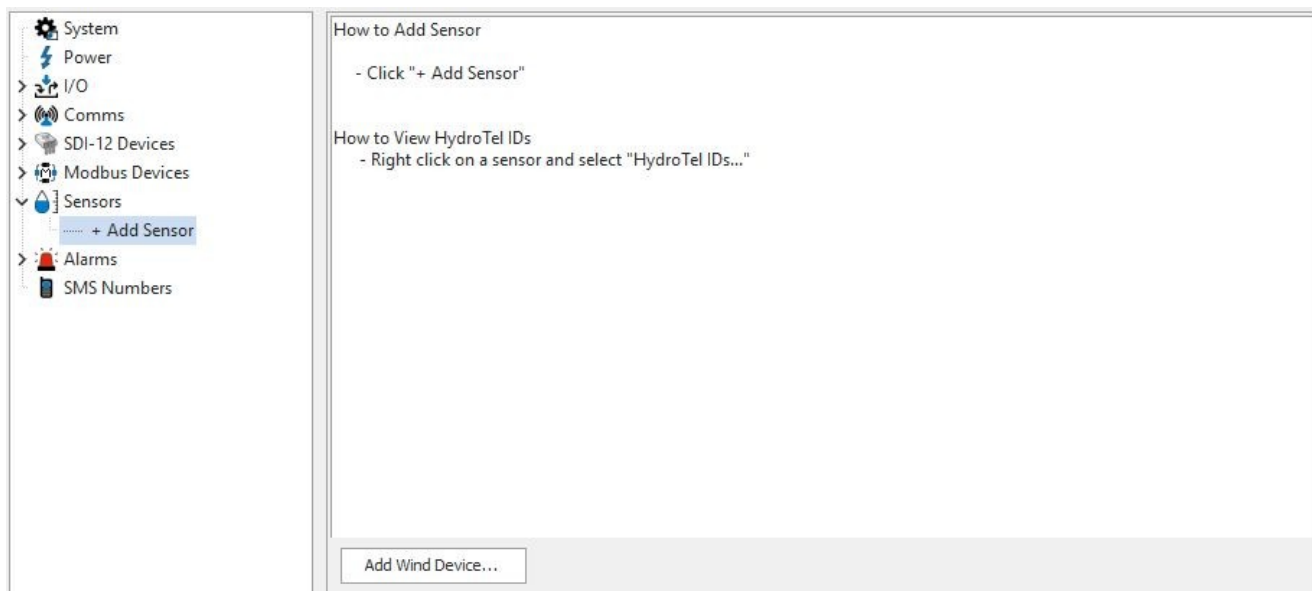 System
Power
I/O
Comms
SDI-12 Devices
Modbus Devices
Sensors
+ Add Sensor
Alarms
SMS Numbers
How to Add Sensor
- Click "+ Add Sensor"
How to View HydroTel IDs
- Right click on a sensor and select "HydroTel IDs..."
Add Wind Device...